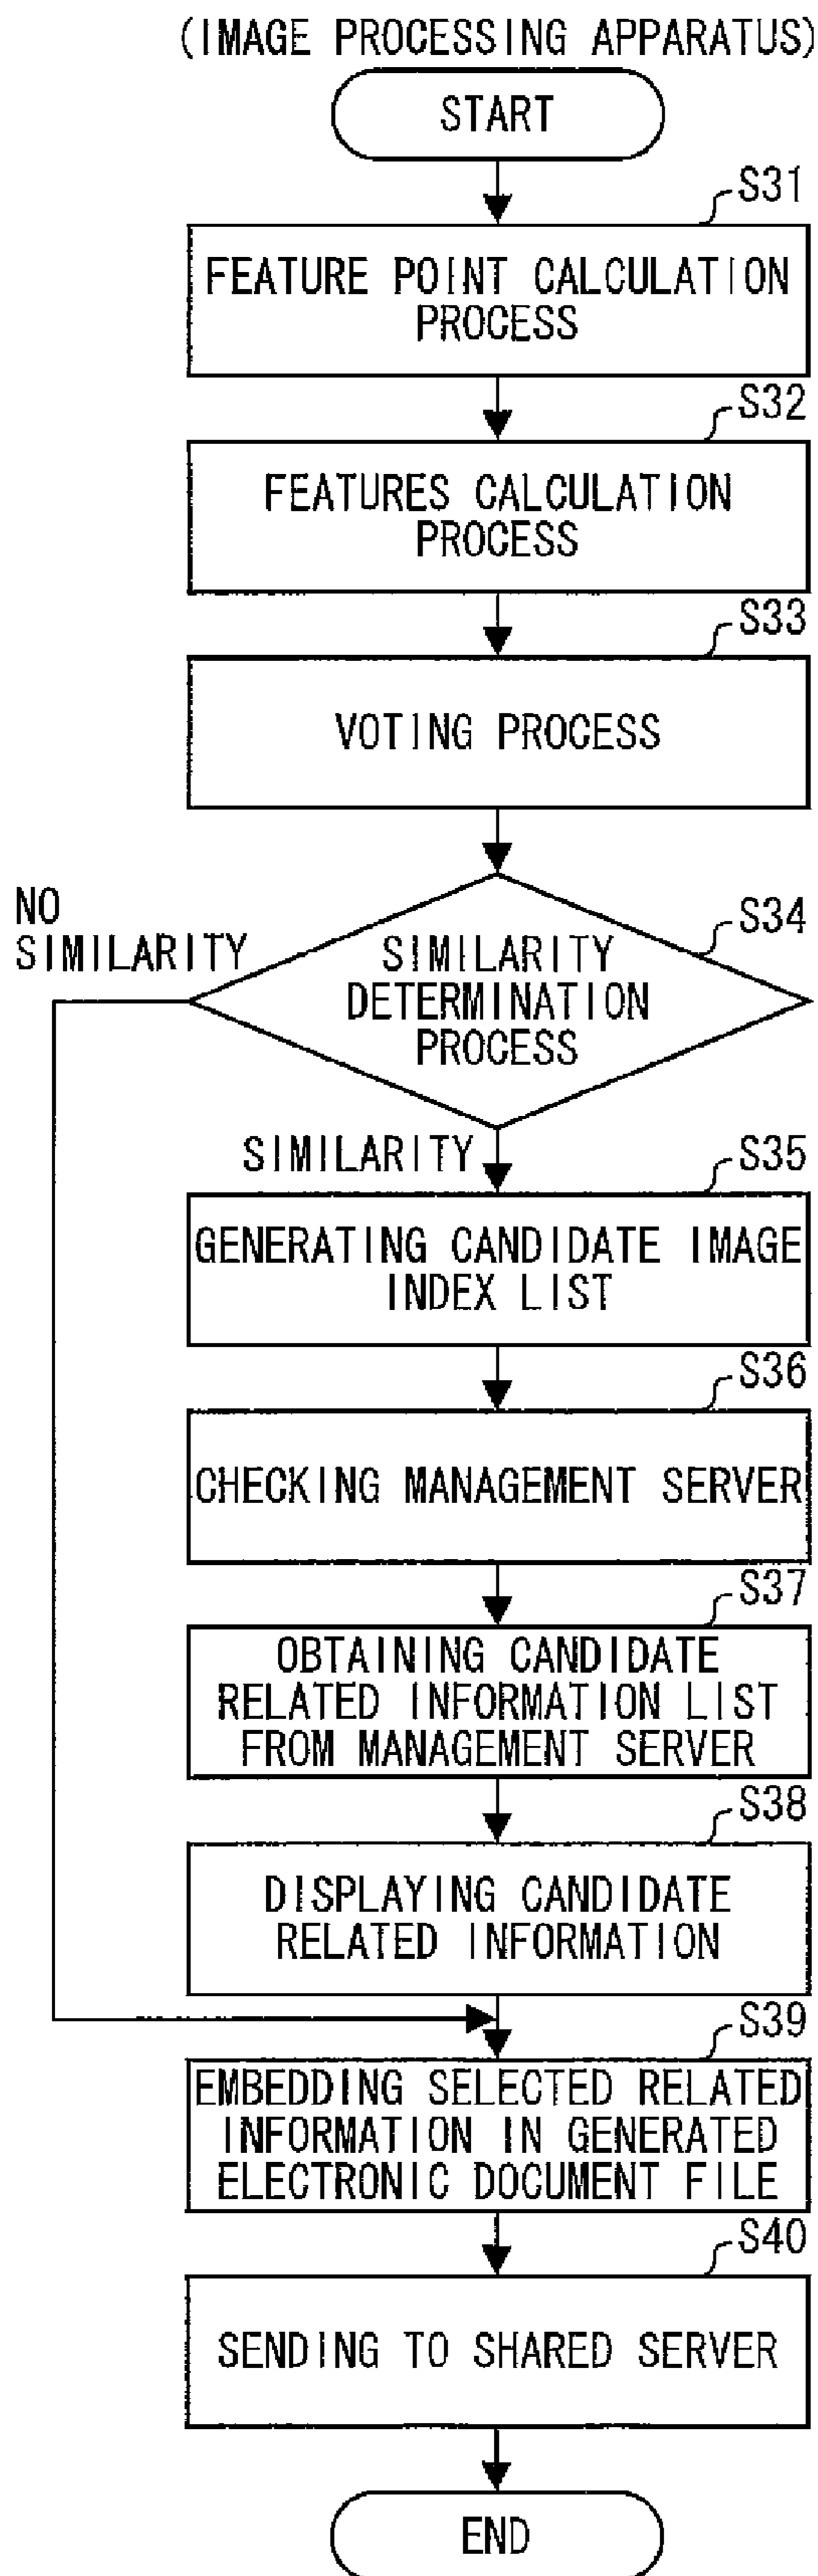 (IMAGE PROCESSING APPARATUS)
START
S31
FEATURE POINT CALCULATION
PROCESS
S32
FEATURES CALCULATION
PROCESS
S33
VOTING PROCESS
NO
SIMILARITY
S34
SIMILARITY
DETERMINATION
PROCESS
SIMILARITY
S35
GENERATING CANDIDATE IMAGE
INDEX LIST
S36
CHECKING MANAGEMENT SERVER
S37
OBTAINING CANDIDATE
RELATED INFORMATION LIST
FROM MANAGEMENT SERVER
S38
DISPLAYING CANDIDATE
RELATED INFORMATION
S39
EMBEDDING SELECTED RELATED
INFORMATION IN GENERATED
ELECTRONIC DOCUMENT FILE
S40
SENDING TO SHARED SERVER
END